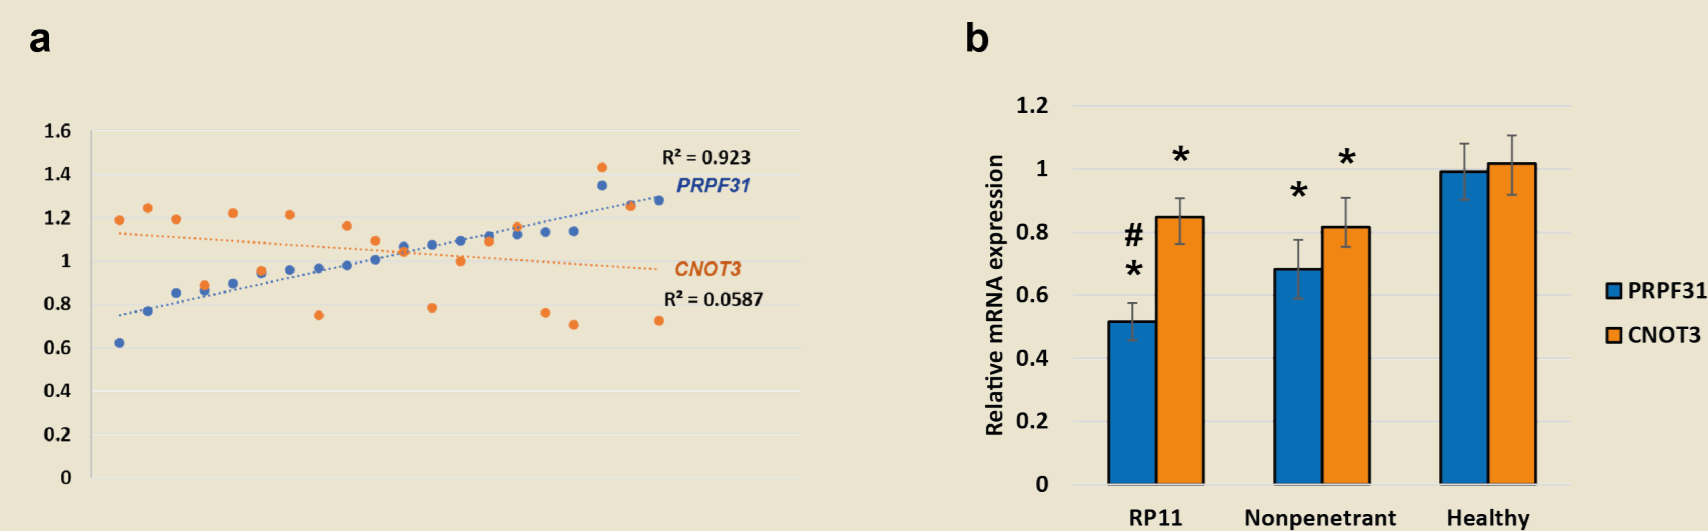 a
1.6
1.4
1.2
1
0.8
0.6
0.4
0.2
0
R² = 0.923
PRPF31
CNOT3
R² = 0.0587
b
Relative mRNA expression
1.2
1
0.8
0.6
0.4
0.2
0
*
#
*
*
*
RP11
Nonpenetrant
Healthy
PRPF31
CNOT3